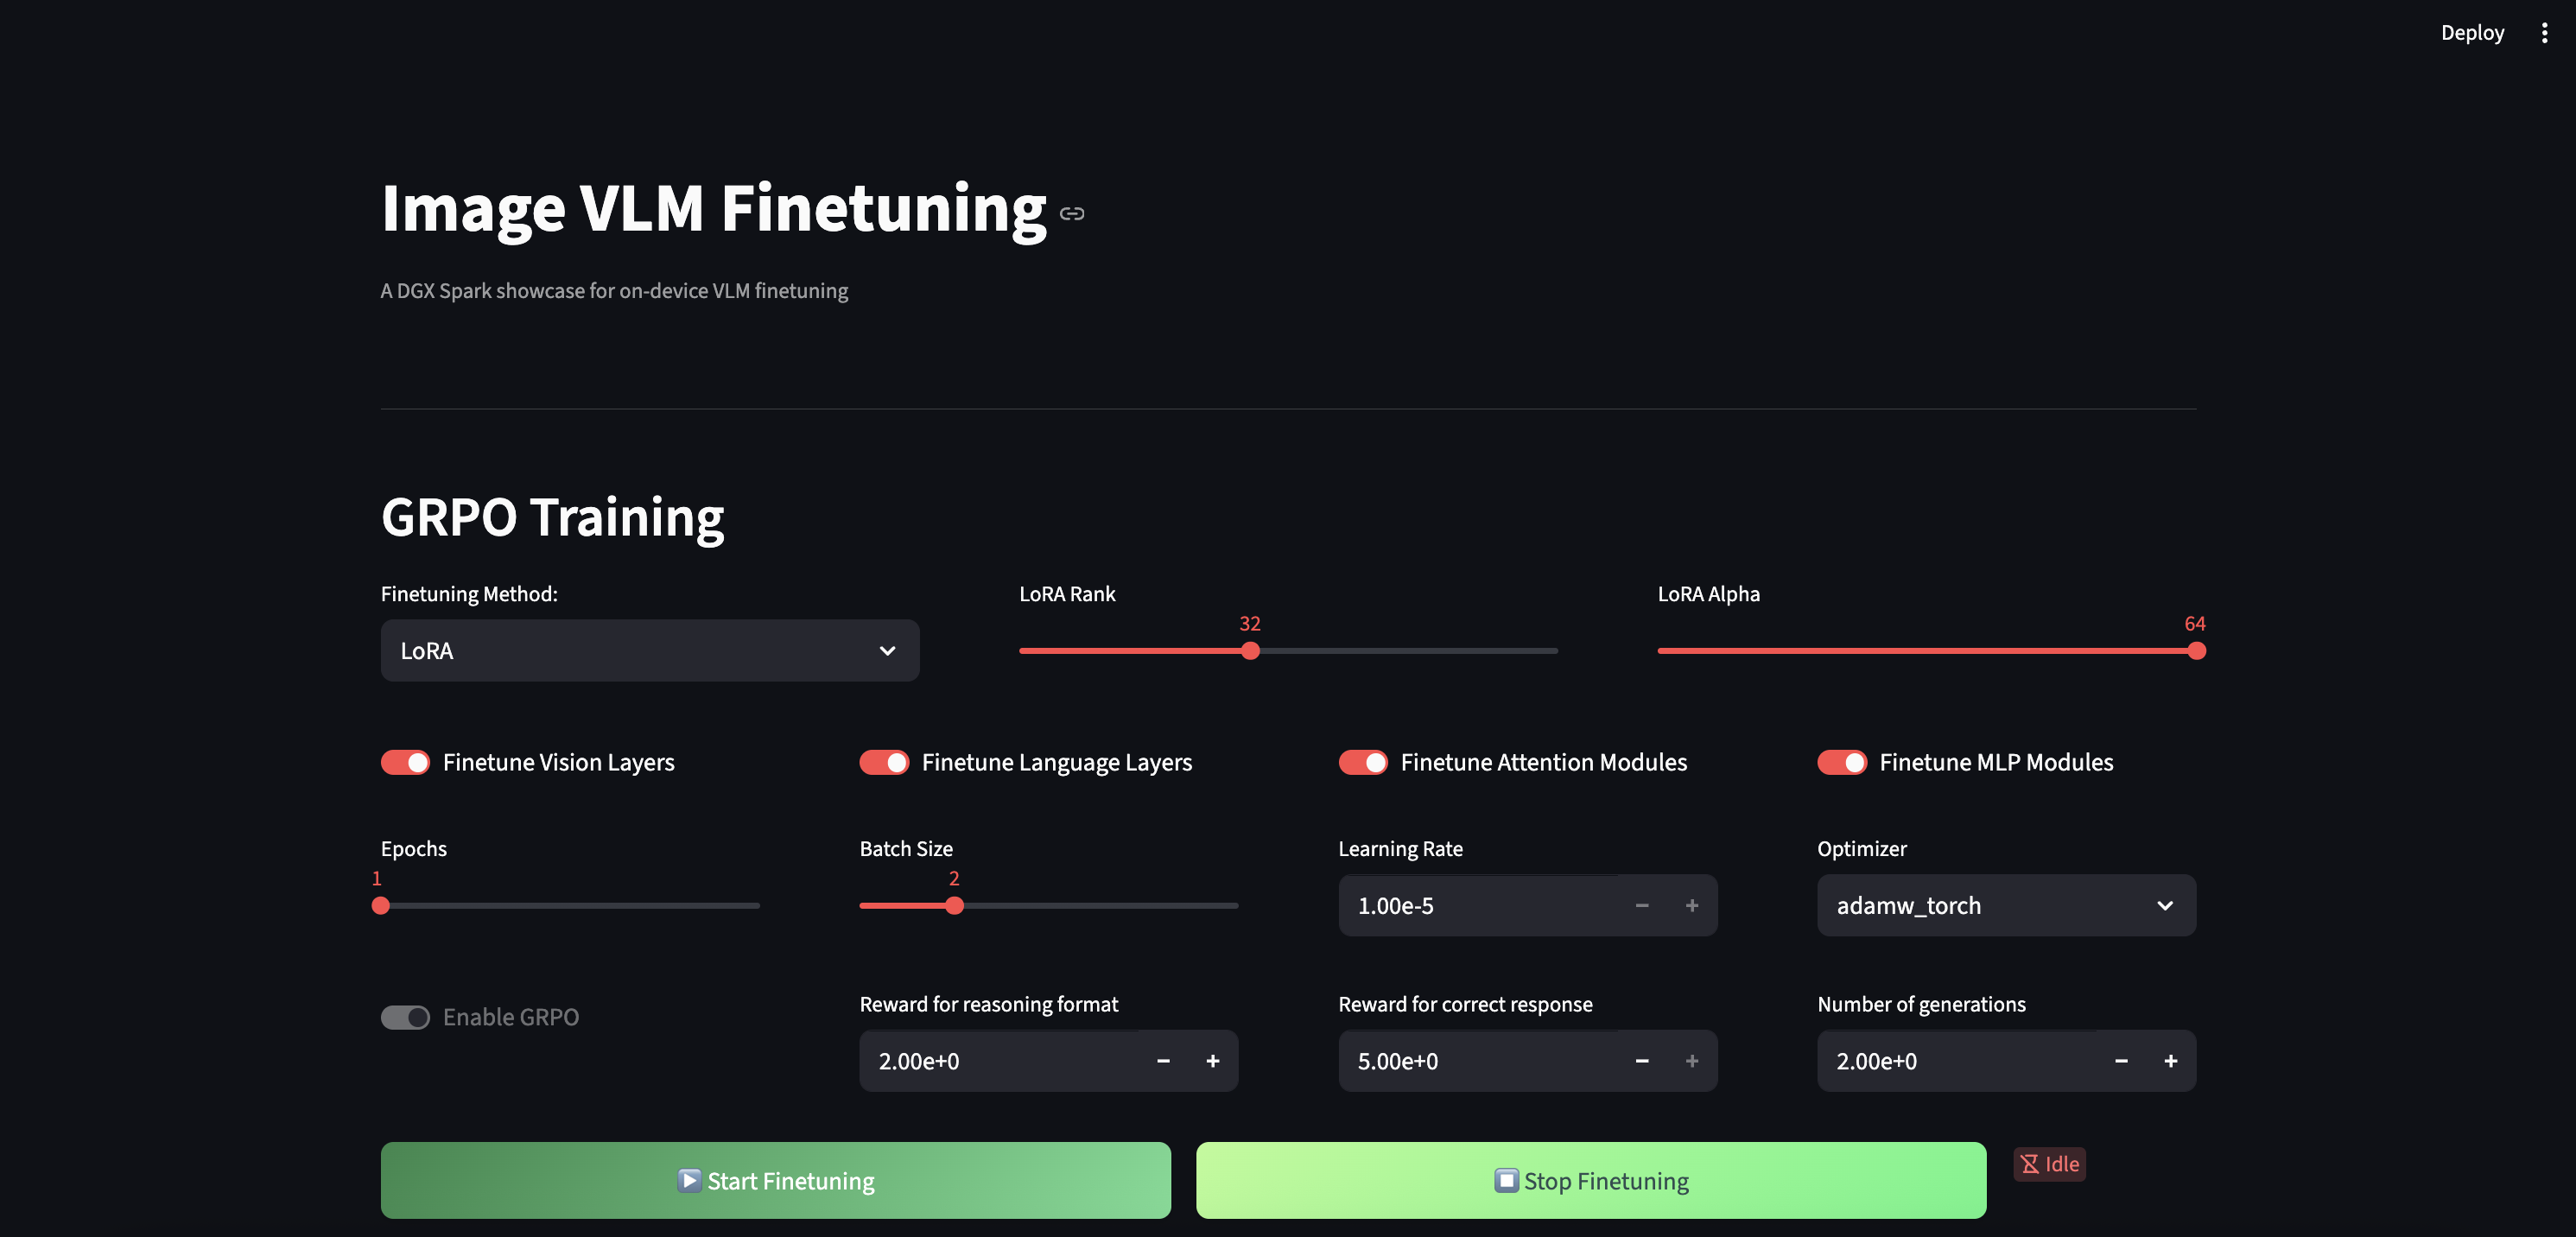 Deploy
Image VLM Finetuning
A DGX Spark showcase for on-device VLM finetuning
GRPO Training
Finetuning Method:
LoRA
LoRA Rank
32
LoRA Alpha
64
Finetune Vision Layers
Finetune Language Layers
Finetune Attention Modules
Finetune MLP Modules
Epochs
1
Batch Size
2
Learning Rate
1.00e-5
Optimizer
adamw_torch
Enable GRPO
Reward for reasoning format
2.00e+0
Reward for correct response
5.00e+0
Number of generations
2.00e+0
Start Finetuning
Stop Finetuning
Idle